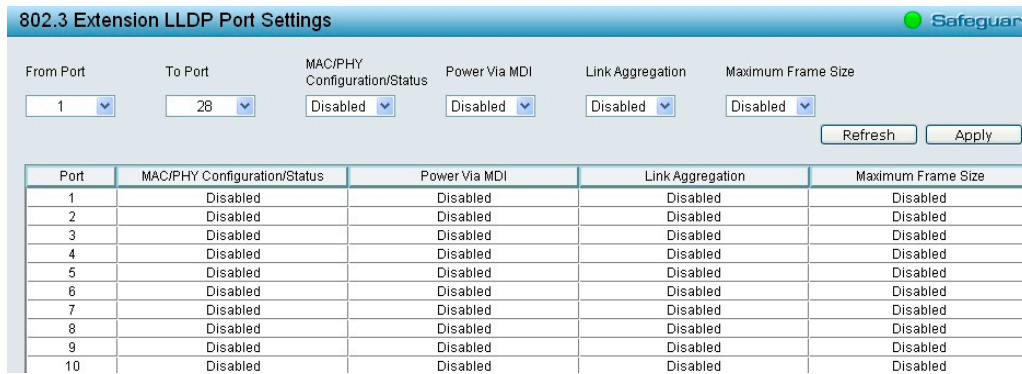 802.3 Extension LLDP Port Settings
Safeguar
From Port To Port MAC/PHY Configuration/Status Power Via MDI Link Aggregation Maximum Frame Size
1 28 Disabled Disabled Disabled Disabled
Refresh Apply
Port MAC/PHY Configuration/Status Power Via MDI Link Aggregation Maximum Frame Size
1 Disabled Disabled Disabled Disabled
2 Disabled Disabled Disabled Disabled
3 Disabled Disabled Disabled Disabled
4 Disabled Disabled Disabled Disabled
5 Disabled Disabled Disabled Disabled
6 Disabled Disabled Disabled Disabled
7 Disabled Disabled Disabled Disabled
8 Disabled Disabled Disabled Disabled
9 Disabled Disabled Disabled Disabled
10 Disabled Disabled Disabled Disabled